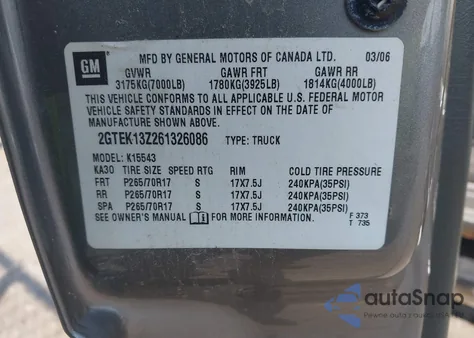 GM
MFD BY GENERAL MOTORS OF CANADA LTD. 03/06
GVWR GAWR FRT GAWR RR
3175KG(7000LB) 1780KG(3925LB) 1814KG(4000LB)
THIS VEHICLE CONFORMS TO ALL APPLICABLE U.S. FEDERAL MOTOR
VEHICLE SAFETY STANDARDS IN EFFECT ON THE DATE OF
MANUFACTURE SHOWN ABOVE.
2GTEK13Z261326086 TYPE: TRUCK
MODEL: K15543
KA30 TIRE SIZE SPEED RTG RIM COLD TIRE PRESSURE
FRT P265/70R17 S 17X7.5J 240KPA(35PSI)
RR P265/70R17 S 17X7.5J 240KPA(35PSI)
SPA P265/70R17 S 17X7.5J 240KPA(35PSI)
SEE OWNER'S MANUAL FOR MORE INFORMATION.
F 373
T 735
autoSnap